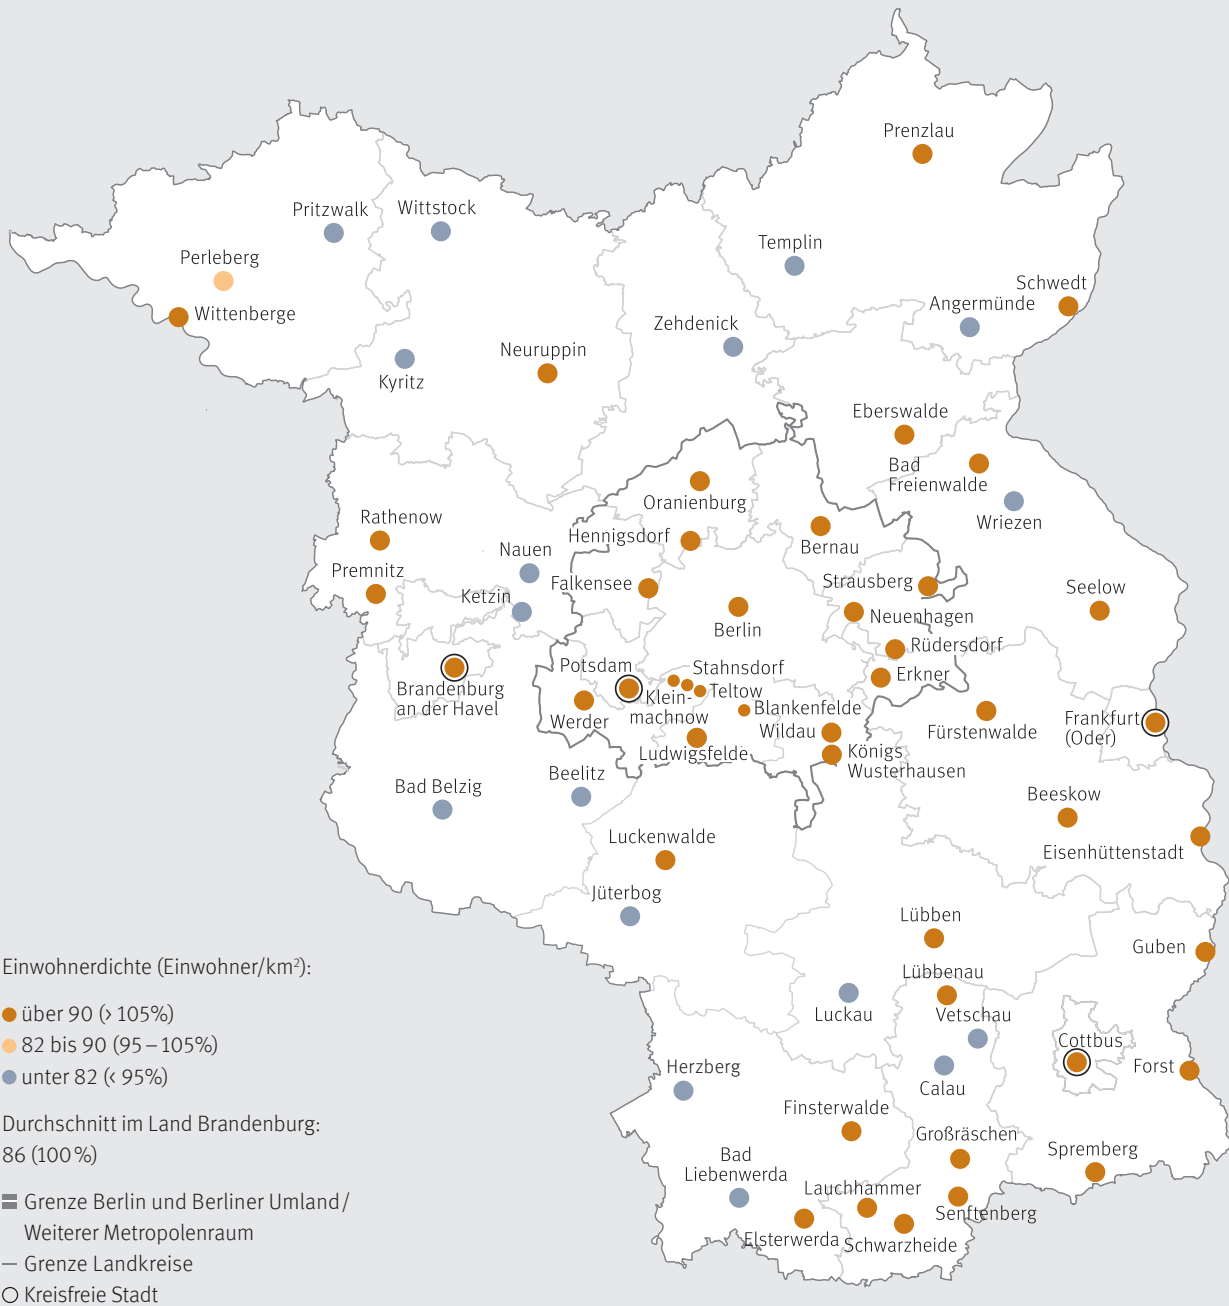 Prenzlau
Pritzwalk
Wittstock
Templin
Perleberg
Schwedt
Angermünde
Wittenberge
Zehdenick
Neuruppin
Kyritz
Eberswalde
Bad
Freienwalde
Oranienburg
Wriezen
Rathenow
Hennigsdorf
Bernau
Nauen
Premnitz
Falkensee
Strausberg
Seelow
Ketzin
Neuenhagen
Berlin
Rüdersdorf
Potsdam
Stahnsdorf
Erkner
Brandenburg
an der Havel
Klein-
machnow
Teltow
Blankenfelde
Werder
Wildau
Fürstenwalde
Frankfurt
(Oder)
Ludwigsfelde
Königs
Wusterhausen
Beelitz
Bad Belzig
Beeskow
Luckenwalde
Eisenhüttenstadt
Jüterbog
Lübben
Guben
Lübbenau
Luckau
Vetschau
Cottbus
Herzberg
Forst
Calau
Finsterwalde
Großräschen
Bad
Liebenwerda
Spremberg
Lauchhammer
Senftenberg
Elsterwerda
Schwarzheide
Einwohnerdichte (Einwohner/km²):
über 90 (> 105%)
82 bis 90 (95 – 105%)
unter 82 (< 95%)
Durchschnitt im Land Brandenburg:
86 (100 %)
Grenze Berlin und Berliner Umland/
Weiterer Metropolenraum
Grenze Landkreise
Kreisfreie Stadt